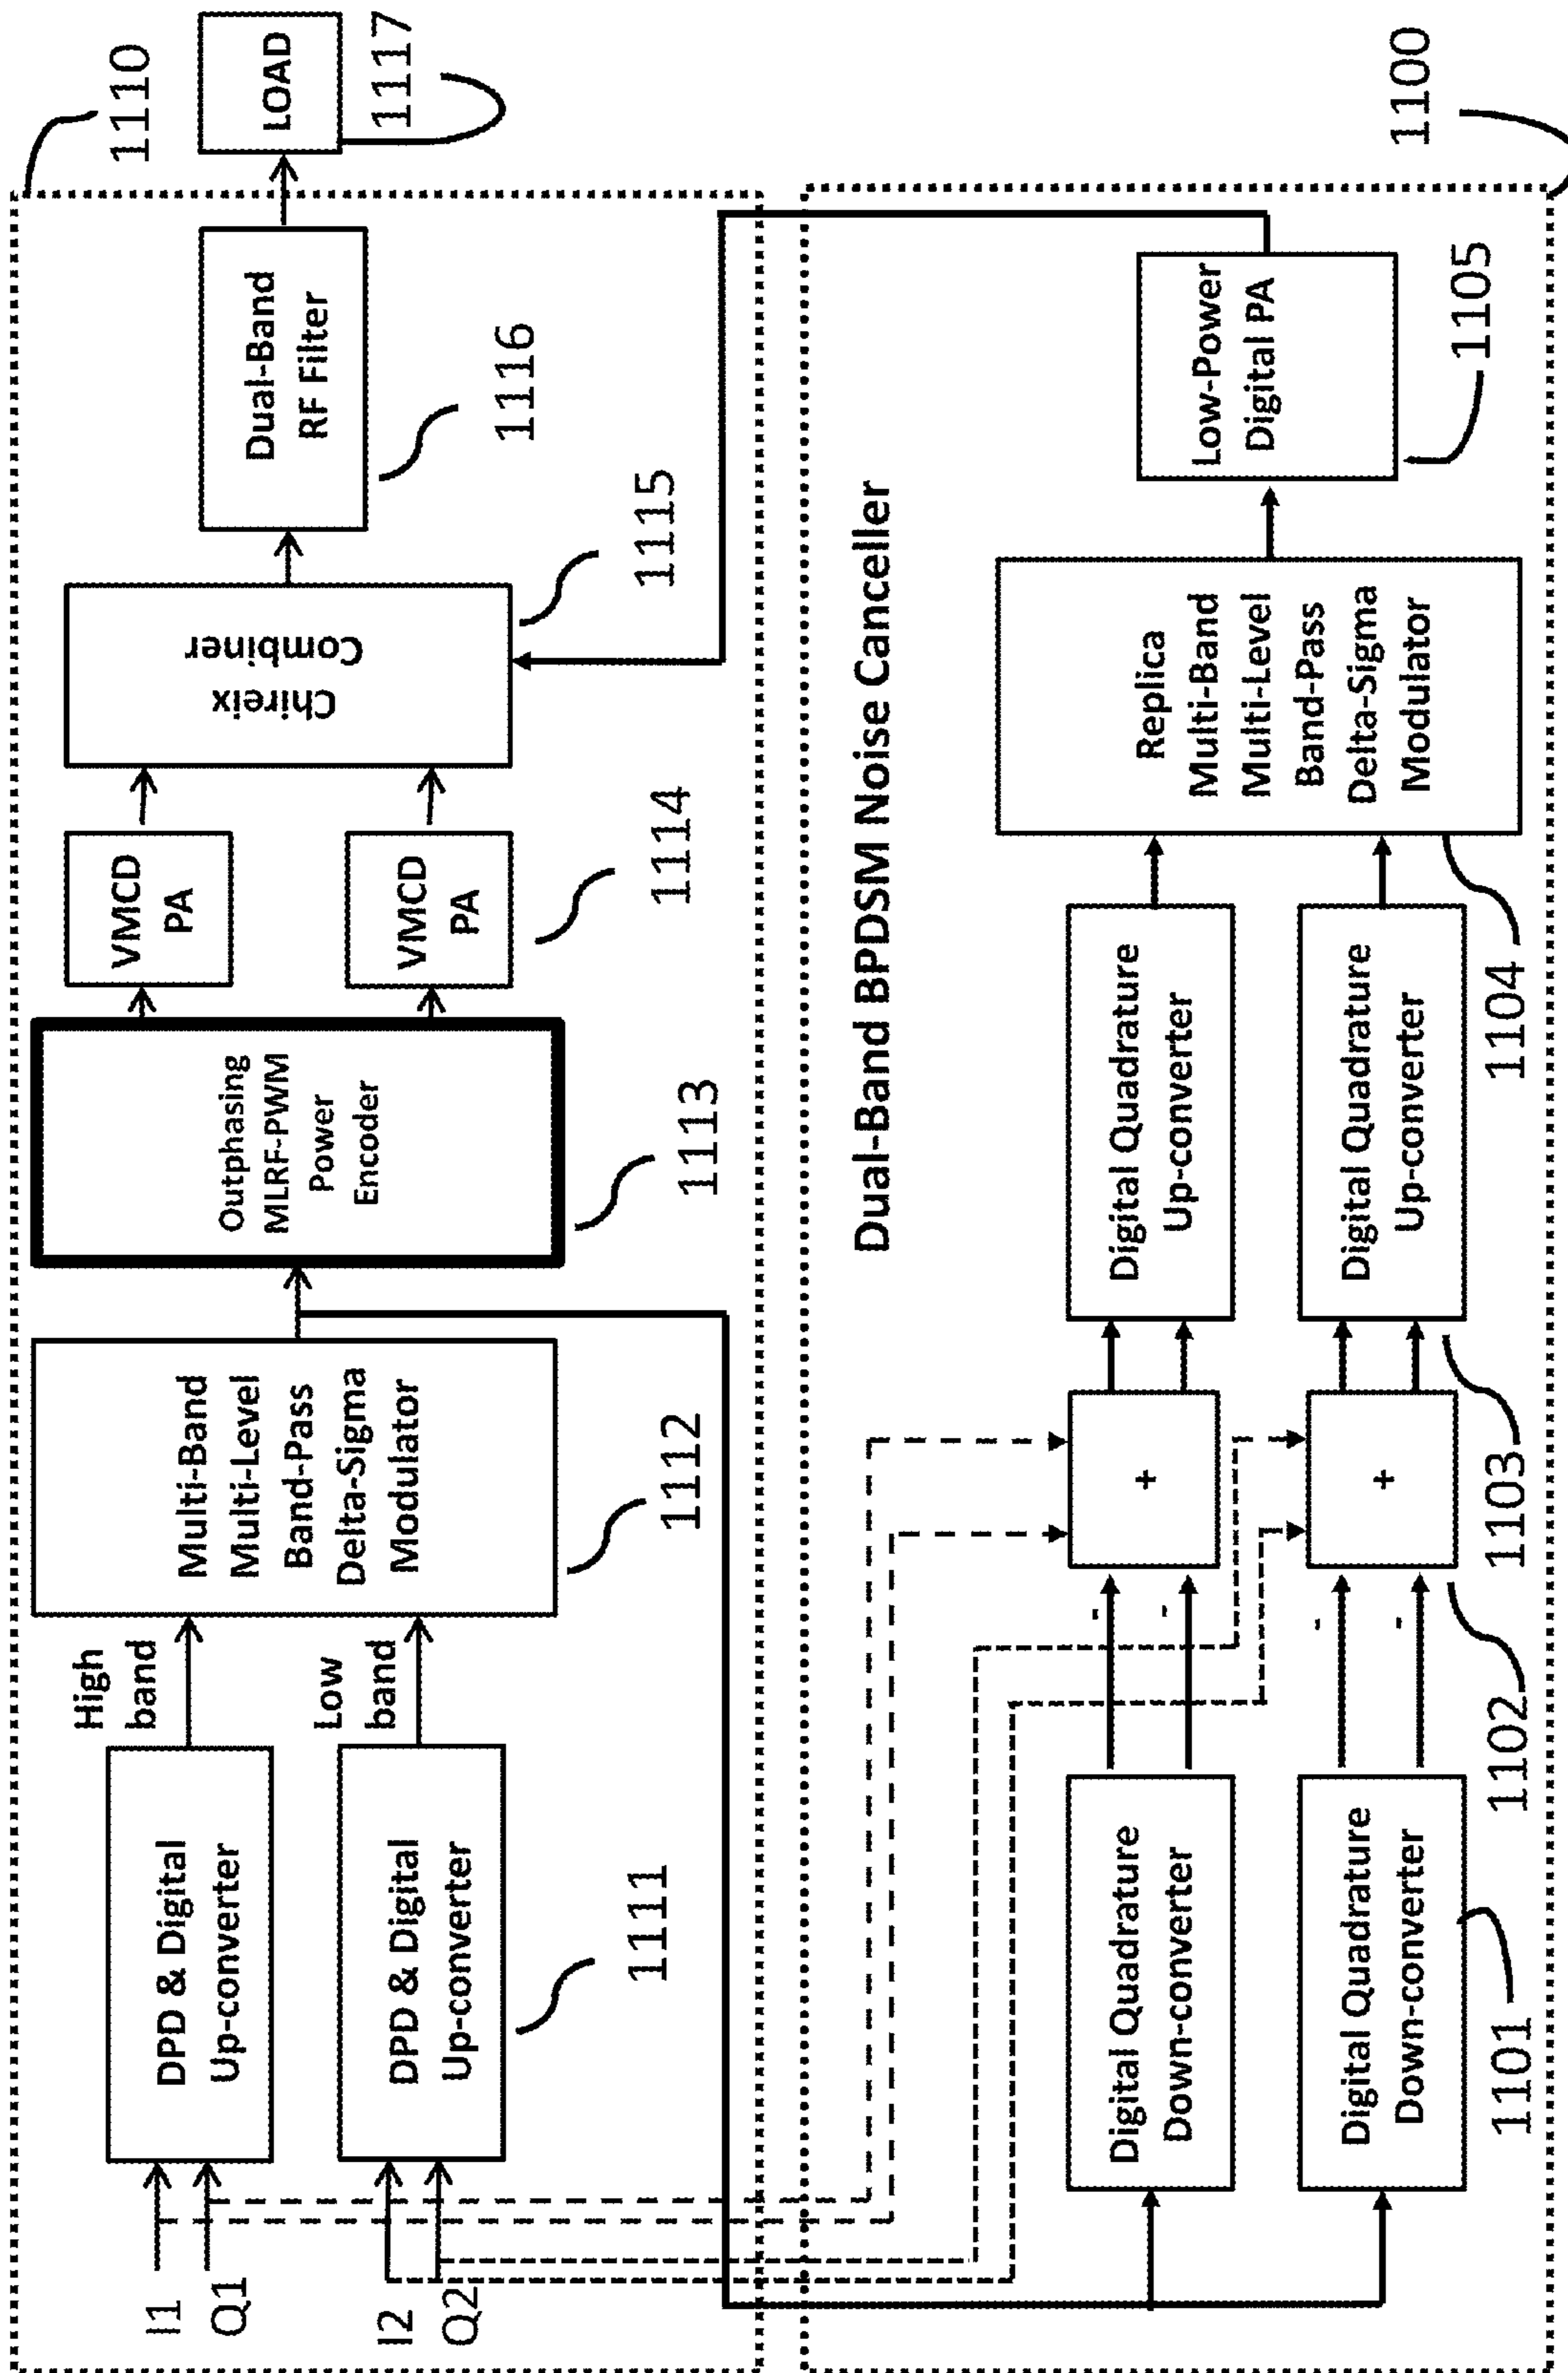 1110
I1
Q1
I2
Q2
DPD & Digital
Up-converter
DPD & Digital
Up-converter
1111
High
band
Low
band
Multi-Band
Multi-Level
Band-Pass
Delta-Sigma
Modulator
1112
Outphasing
MLRF-PWM
Power
Encoder
1113
VMCD
PA
VMCD
PA
1114
Chireix
Combiner
1115
Dual-Band
RF Filter
1116
LOAD
1117
Dual-Band BPDSM Noise Canceller
1100
Digital Quadrature
Down-converter
Digital Quadrature
Down-converter
1101
-
-
-
-
+
+
1102
Digital Quadrature
Up-converter
Digital Quadrature
Up-converter
1103
Replica
Multi-Band
Multi-Level
Band-Pass
Delta-Sigma
Modulator
1104
Low-Power
Digital PA
1105